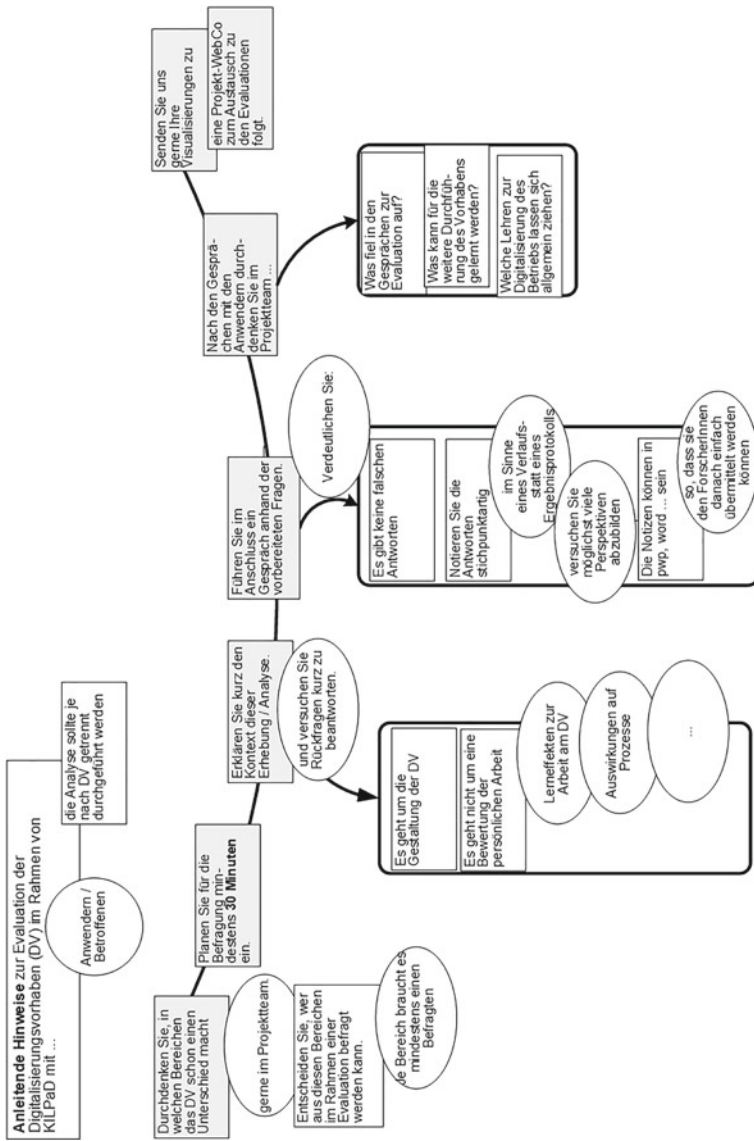 Anleitende Hinweise zur Evaluation der
Digitalisierungsvorhaben (DV) im Rahmen von
KILPaD mit ...
Anwendern /
Betroffenen
die Analyse sollte je
nach DV getrennt
durchgeführt werden
Durchdenken Sie, in
welchen Bereichen
das DV schon einen
Unterschied macht
gerne im Projektteam.
Entscheiden Sie, wer
aus diesen Bereichen
im Rahmen einer
Evaluation befragt
werden kann.
Je Bereich braucht es
mindestens einen
Befragten
Planen Sie für die
Befragung min-
destens 30 Minuten
ein.
Erklären Sie kurz den
Kontext dieser
Erhebung / Analyse.
und versuchen Sie
Rückfragen kurz zu
beantworten.
Es geht um die
Gestaltung der DV
Es geht nicht um eine
Bewertung der
persönlichen Arbeit
Lerneffekten zur
Arbeit am DV
Auswirkungen auf
Prozesse
...
Führen Sie im
Anschluss ein
Gespräch anhand der
vorbereiteten Fragen.
Verdeutlichen Sie:
Es gibt keine falschen
Antworten
Notieren Sie die
Antworten
stichpunktartig
im Sinne
eines Verlaufs-
statt eines
Ergebnisprotokolls
versuchen Sie
möglichst viele
Perspektiven
abzubilden
Die Notizen können in
pwp, word ... sein
so, dass sie
den ForscherInnen
danach einfach
übermittelt werden
können
Nach den Gesprä-
chen mit den
Anwendern durch-
denken Sie im
Projektteam ...
Was fiel in den
Gesprächen zur
Evaluation auf?
Was kann für die
weitere Durchfüh-
rung des Vorhabens
gelernt werden?
Welche Lehren zur
Digitalisierung des
Betriebs lassen sich
allgemein ziehen?
Senden Sie uns
gerne Ihre
Visualisierungen zu
eine Projekt-WebCo
zum Austausch zu
den Evaluationen
folgt.